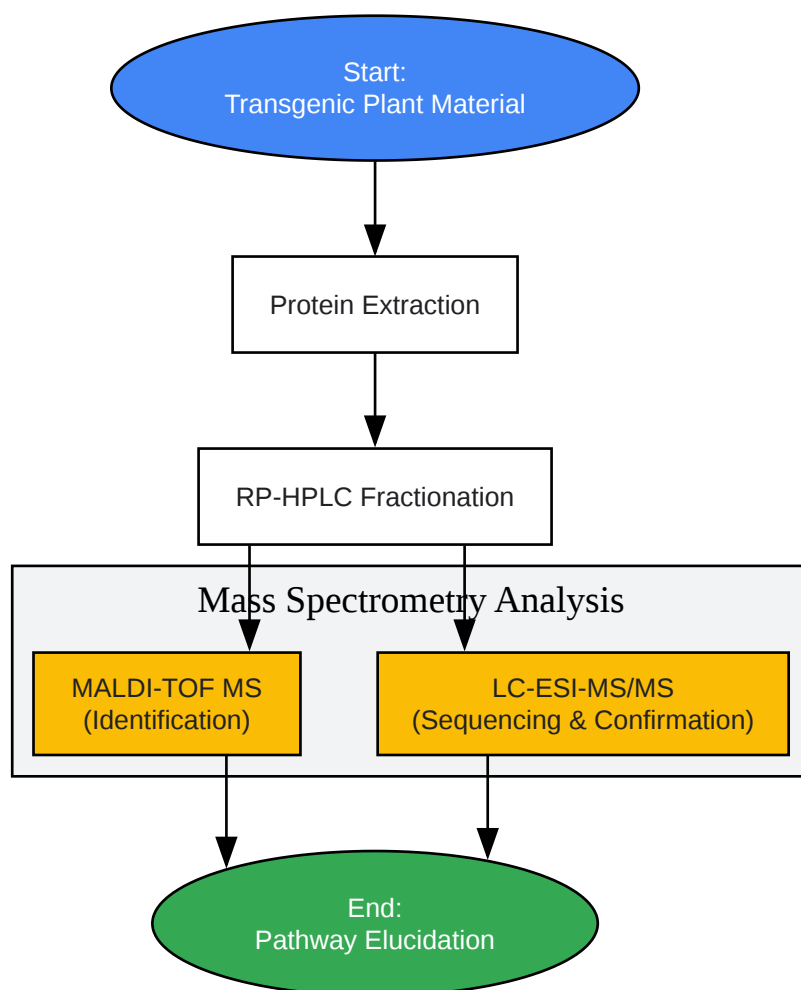 Start:
Transgenic Plant Material
Protein Extraction
RP-HPLC Fractionation
Mass Spectrometry Analysis
MALDI-TOF MS
(Identification)
LC-ESI-MS/MS
(Sequencing & Confirmation)
End:
Pathway Elucidation